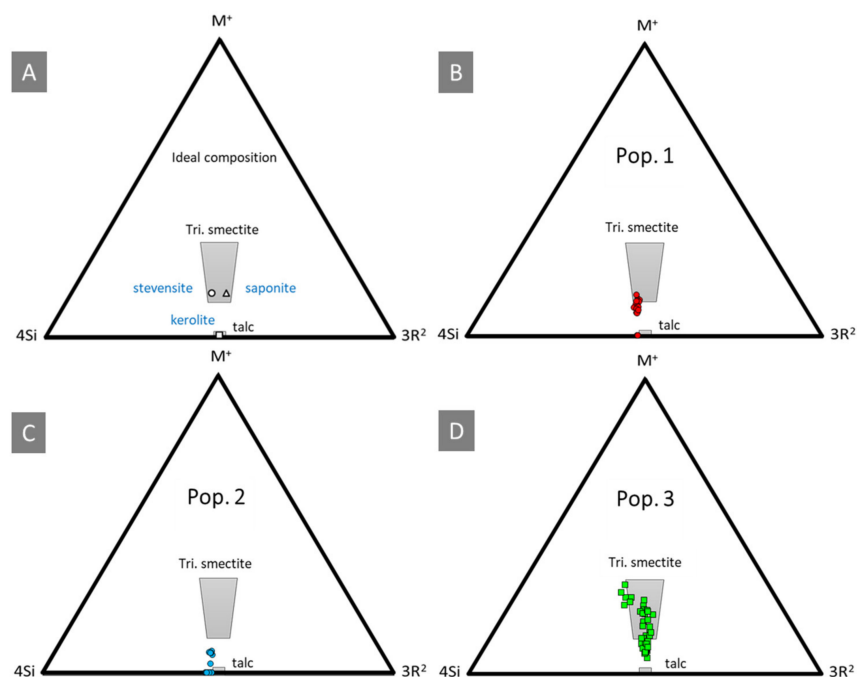 A
M⁺
Ideal composition
Tri. smectite
stevensite
saponite
kerolite
talc
4Si
3R²
B
M⁺
Pop. 1
Tri. smectite
talc
4Si
3R²
C
M⁺
Pop. 2
Tri. smectite
talc
4Si
3R²
D
M⁺
Pop. 3
Tri. smectite
talc
4Si
3R²